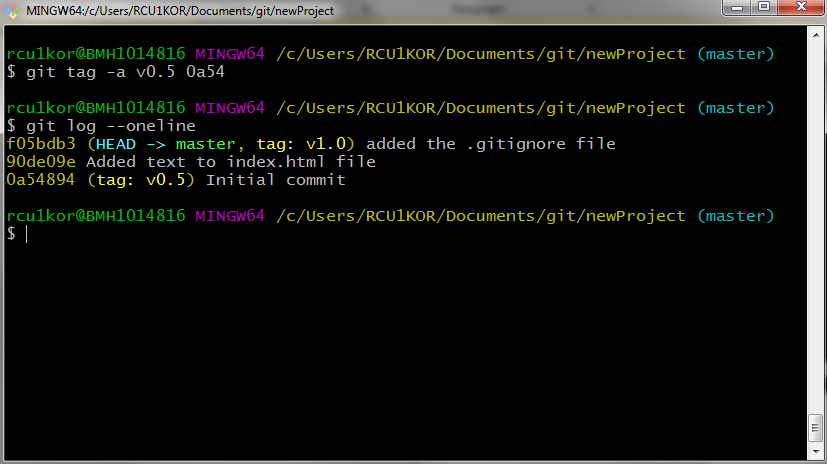 MINGW64:/c/Users/RCU1KOR/Documents/git/newProject
rcu1kor@BMH1014816 MINGW64 /c/Users/RCU1KOR/Documents/git/newProject (master)
$ git tag -a v0.5 0a54
rcu1kor@BMH1014816 MINGW64 /c/Users/RCU1KOR/Documents/git/newProject (master)
$ git log --oneline
f05bdb3 (HEAD -> master, tag: v1.0) added the .gitignore file
90de09e Added text to index.html file
0a54894 (tag: v0.5) Initial commit
rcu1kor@BMH1014816 MINGW64 /c/Users/RCU1KOR/Documents/git/newProject (master)
$